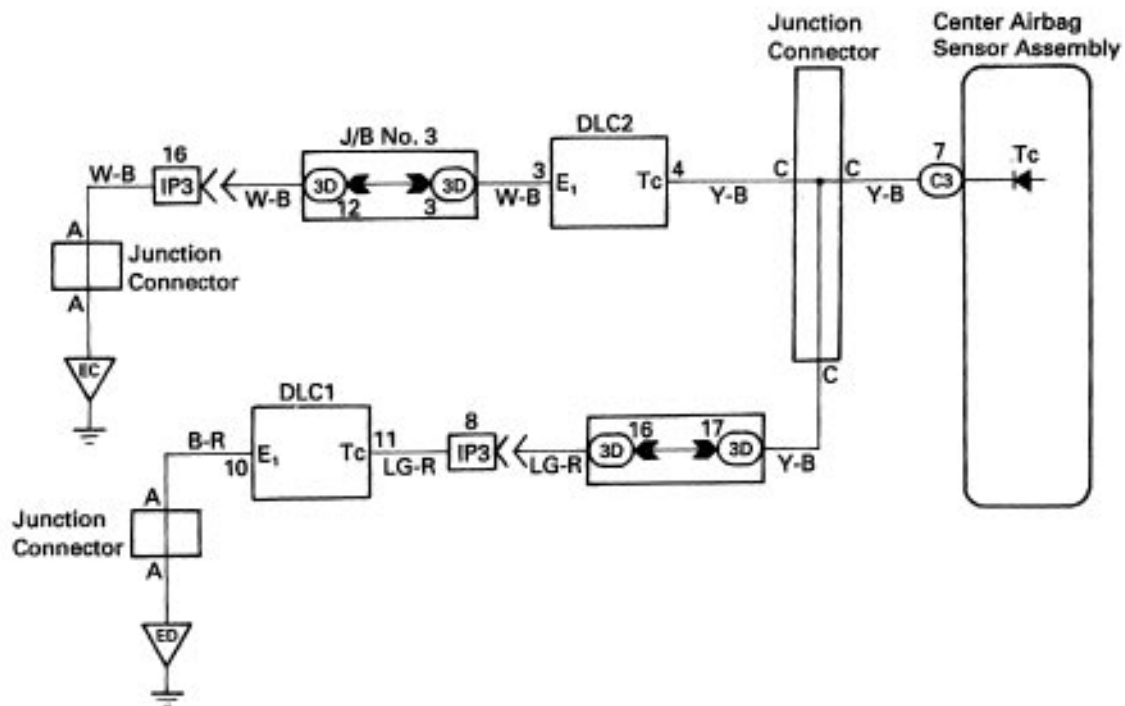 Junction
Connector
Center Airbag
Sensor Assembly
J/B No. 3
DLC2
16
W-B
IP3
W-B
3D
12
3D
3
W-B
3
E₁
Tc
4
Y-B
C
C
Y-B
7
C3
Tc
A
Junction
Connector
A
EC
C
DLC1
B-R
10
E₁
Tc
11
LG-R
8
IP3
LG-R
3D
16
17
3D
Y-B
A
Junction
Connector
A
ED